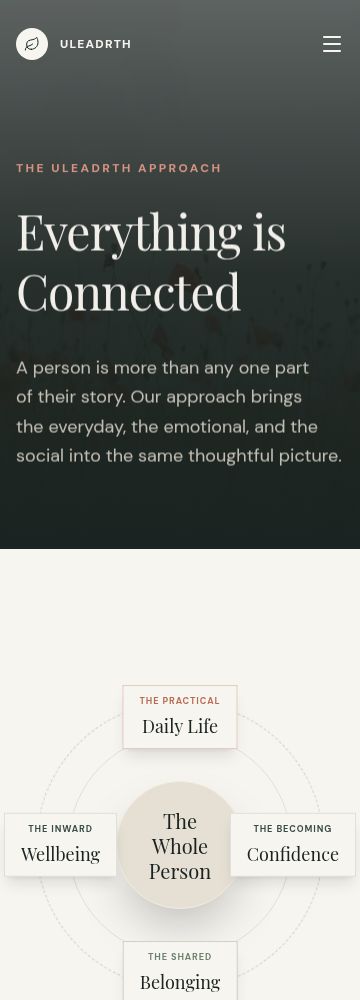 ULEADRTH
THE ULEADRTH APPROACH
Everything is
Connected
A person is more than any one part
of their story. Our approach brings
the everyday, the emotional, and the
social into the same thoughtful picture.
THE PRACTICAL
Daily Life
THE INWARD
Wellbeing
The
Whole
Person
THE BECOMING
Confidence
THE SHARED
Belonging